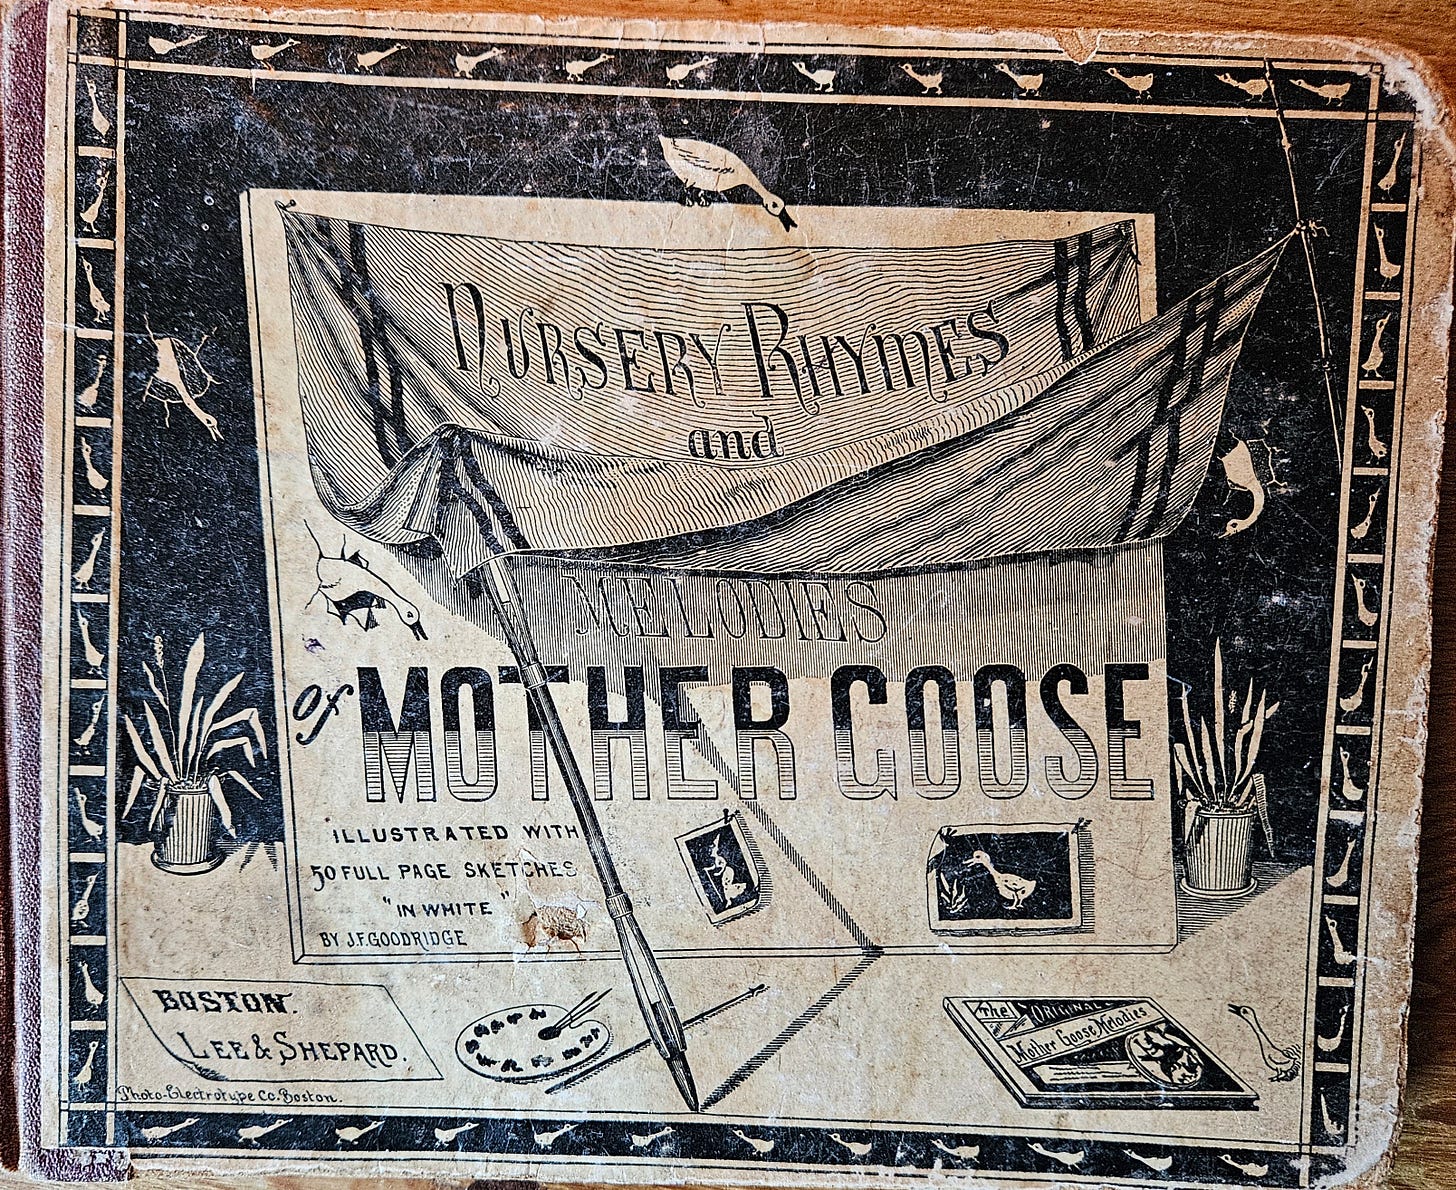 NURSERY RHYMES
and
MELODIES
of MOTHER GOOSE
ILLUSTRATED WITH
50 FULL PAGE SKETCHES
"IN WHITE"
BY J.F. GOODRIDGE
BOSTON.
LEE & SHEPARD.
Photo-Electrotype Co. Boston.
The ORIGINAL
Mother Goose Melodies